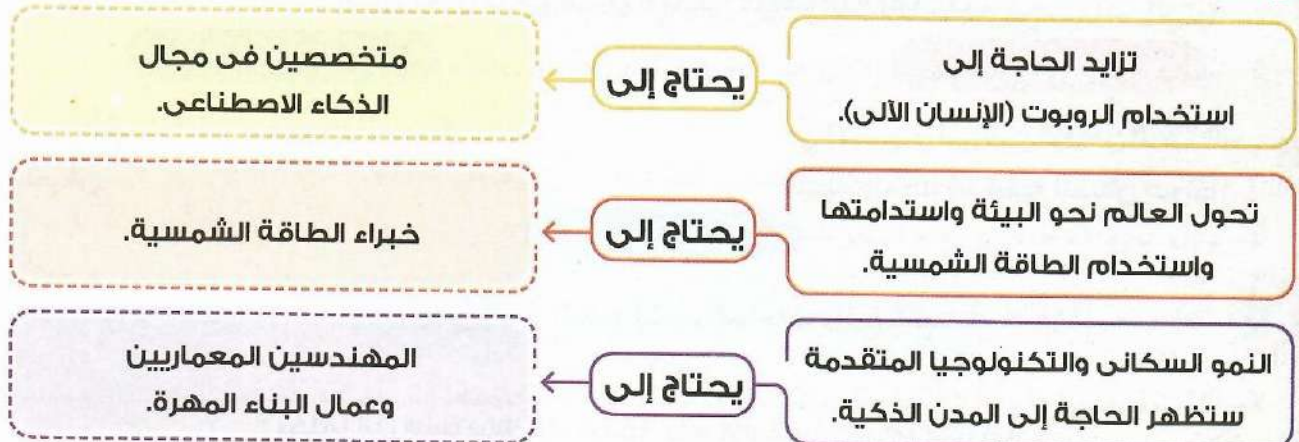 تزايد الحاجة إلى
استخدام الروبوت (الإنسان الآلى).
يحتاج إلى
متخصصين فى مجال
الذكاء الاصطناعى.
تحول العالم نحو البيئة واستدامتها
واستخدام الطاقة الشمسية.
يحتاج إلى
خبراء الطاقة الشمسية.
النمو السكانى والتكنولوجيا المتقدمة
ستظهر الحاجة إلى المدن الذكية.
يحتاج إلى
المهندسين المعماريين
وعمال البناء المهرة.